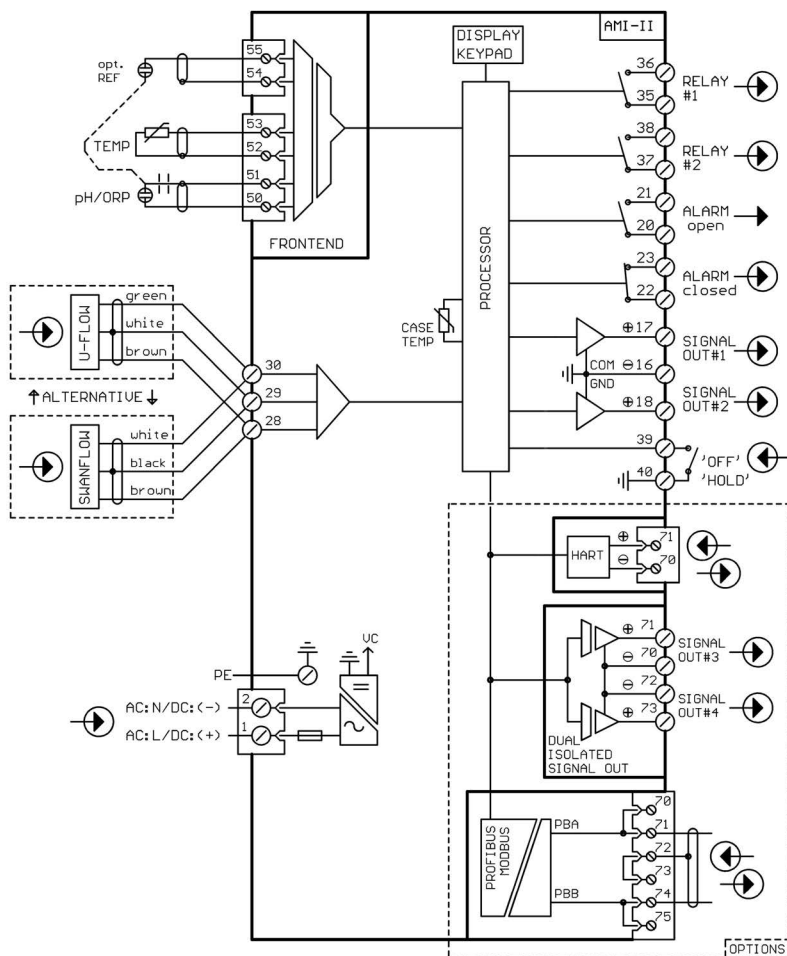 AMI-II
DISPLAY
KEYPAD
opt.
REF
55
54
TEMP
53
52
pH/ORP
51
50
FRONTEND
PROCESSOR
CASE
TEMP
36
35
RELAY
#1
38
37
RELAY
#2
21
20
ALARM
open
23
22
ALARM
closed
⊕17
SIGNAL
OUT#1
COM
⊖16
GND
⊕18
SIGNAL
OUT#2
39
40
'OFF'
'HOLD'
U-FLOW
green
white
brown
↑ALTERNATIVE↓
SWANFLOW
white
black
brown
30
29
28
HART
⊕
71
⊖
70
⊕ 71
70
⊖
SIGNAL
OUT#3
⊖ 72
⊕ 73
SIGNAL
OUT#4
DUAL
ISOLATED
SIGNAL OUT
VC
PE
AC:N/DC:(-)
2
AC:L/DC:(+)
1
PROFIBUS
MODBUS
PBA
PBB
70
71
72
73
74
75
OPTIONS